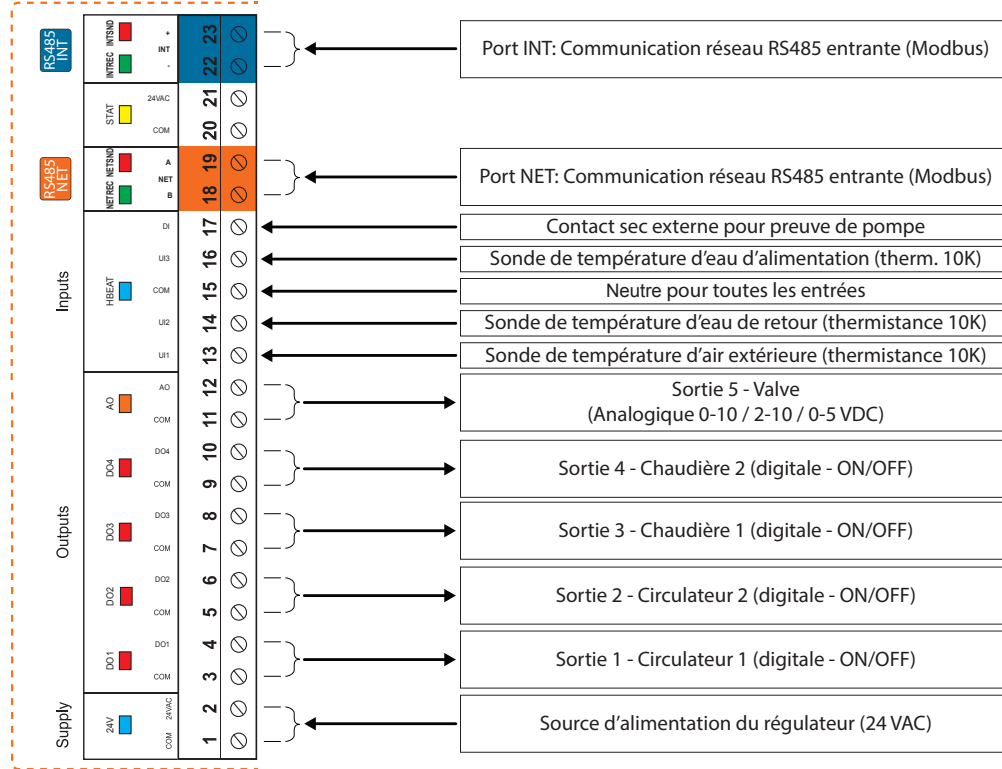 RS485
INT
INTREC INTSND
+
INT
-
23
22
Port INT: Communication réseau RS485 entrante (Modbus)
STAT
24VAC
COM
21
20
RS485
NET
NETREC NETSND
A
NET
B
19
18
Port NET: Communication réseau RS485 entrante (Modbus)
Inputs
HBEAT
DI
17
Contact sec externe pour preuve de pompe
UI3
16
Sonde de température d'eau d'alimentation (therm. 10K)
COM
15
Neutre pour toutes les entrées
UI2
14
Sonde de température d'eau de retour (thermistance 10K)
UI1
13
Sonde de température d'air extérieure (thermistance 10K)
Outputs
AO
AO
12
COM
11
Sortie 5 - Valve
(Analogique 0-10 / 2-10 / 0-5 VDC)
DO4
DO4
10
COM
9
Sortie 4 - Chaudière 2 (digitale - ON/OFF)
DO3
DO3
8
COM
7
Sortie 3 - Chaudière 1 (digitale - ON/OFF)
DO2
DO2
6
COM
5
Sortie 2 - Circulateur 2 (digitale - ON/OFF)
DO1
DO1
4
COM
3
Sortie 1 - Circulateur 1 (digitale - ON/OFF)
Supply
24V
24VAC
2
COM
1
Source d'alimentation du régulateur (24 VAC)